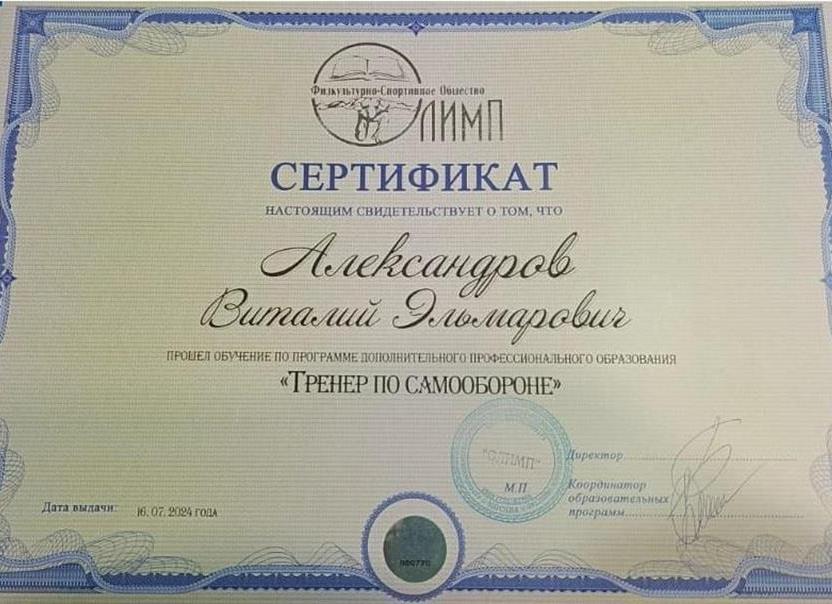 Физкультурно-Спортивное Общество
ОЛИМП
СЕРТИФИКАТ
НАСТОЯЩИМ СВИДЕТЕЛЬСТВУЕТ О ТОМ, ЧТО
Александров
Виталий Эльмарович
ПРОШЕЛ ОБУЧЕНИЕ ПО ПРОГРАММЕ ДОПОЛНИТЕЛЬНОГО ПРОФЕССИОНАЛЬНОГО ОБРАЗОВАНИЯ
«ТРЕНЕР ПО САМООБОРОНЕ»
"ОЛИМП"
М.П
Директор
Координатор
образовательных
программ
Дата выдачи: 16. 07. 2024 ГОДА